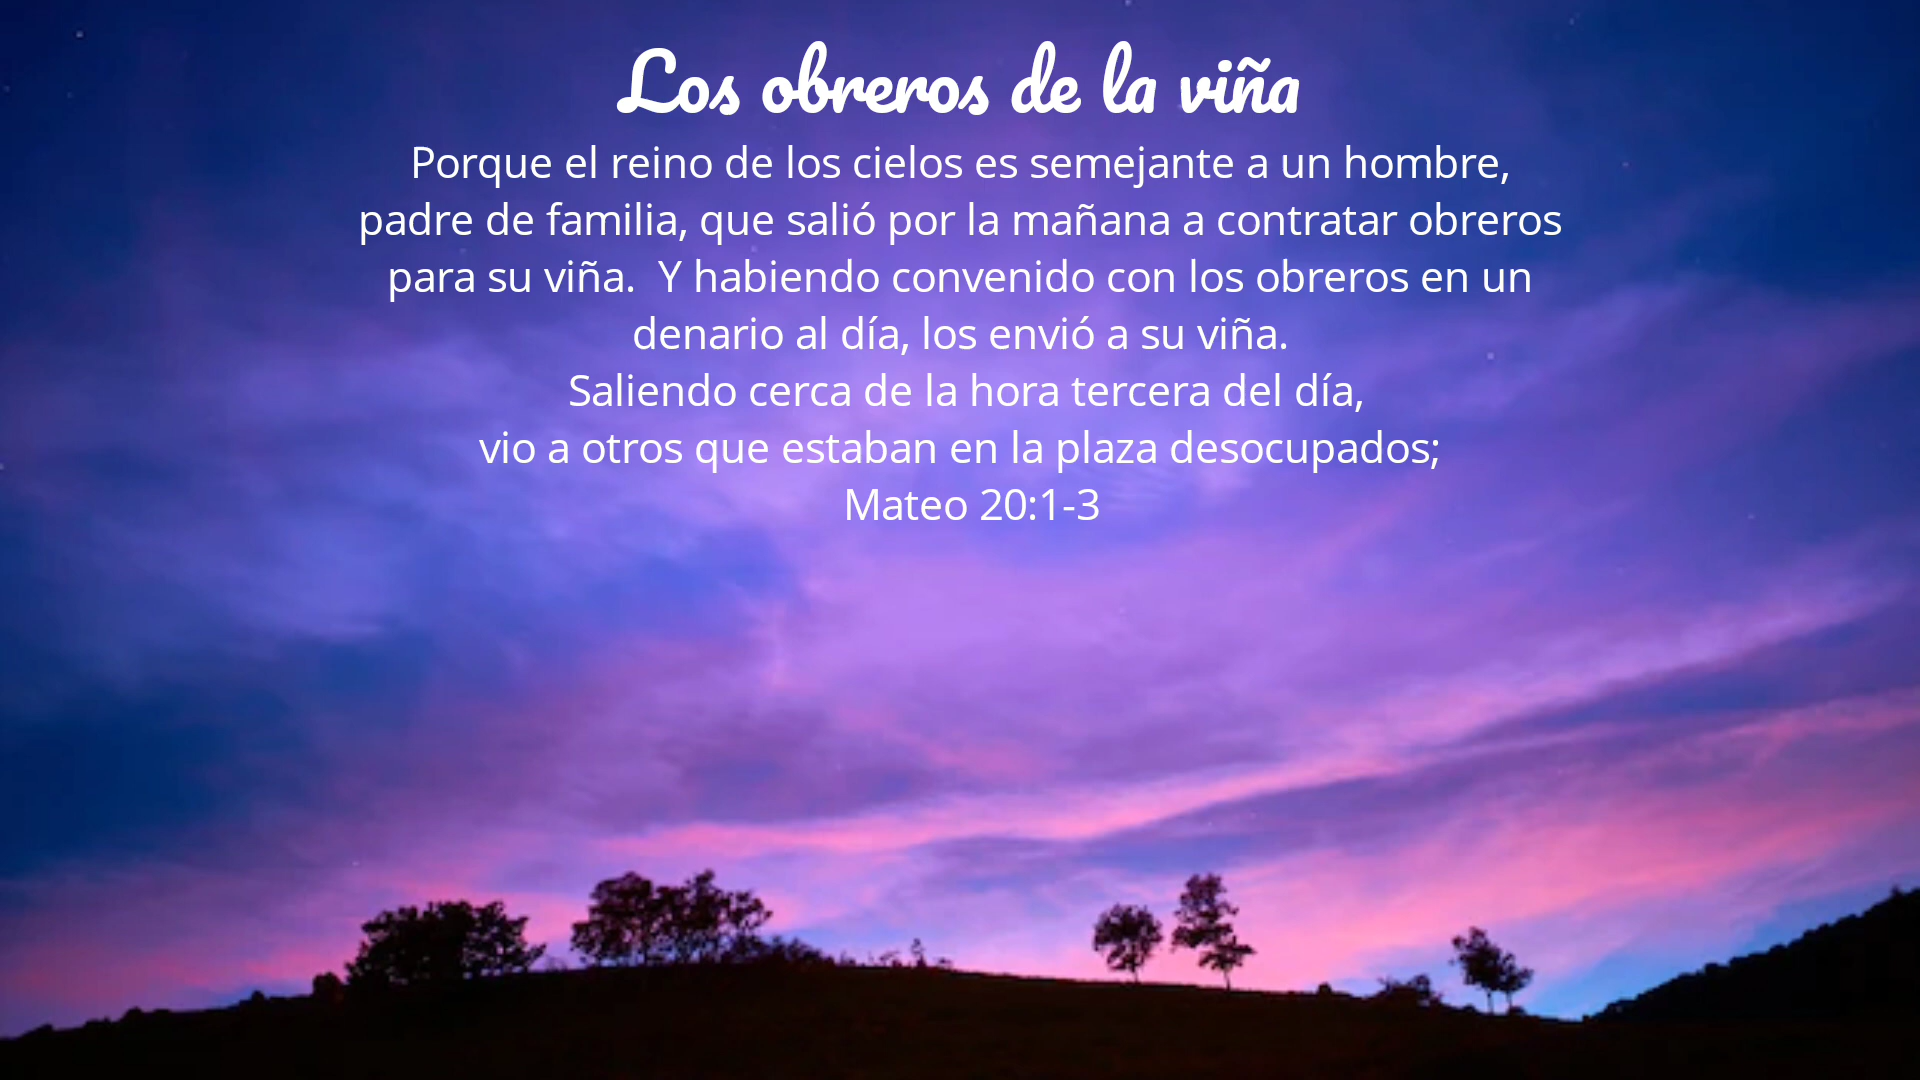 Los obreros de la viña
Porque el reino de los cielos es semejante a un hombre,
padre de familia, que salió por la mañana a contratar obreros
para su viña.  Y habiendo convenido con los obreros en un
denario al día, los envió a su viña.
Saliendo cerca de la hora tercera del día,
vio a otros que estaban en la plaza desocupados;
Mateo 20:1-3